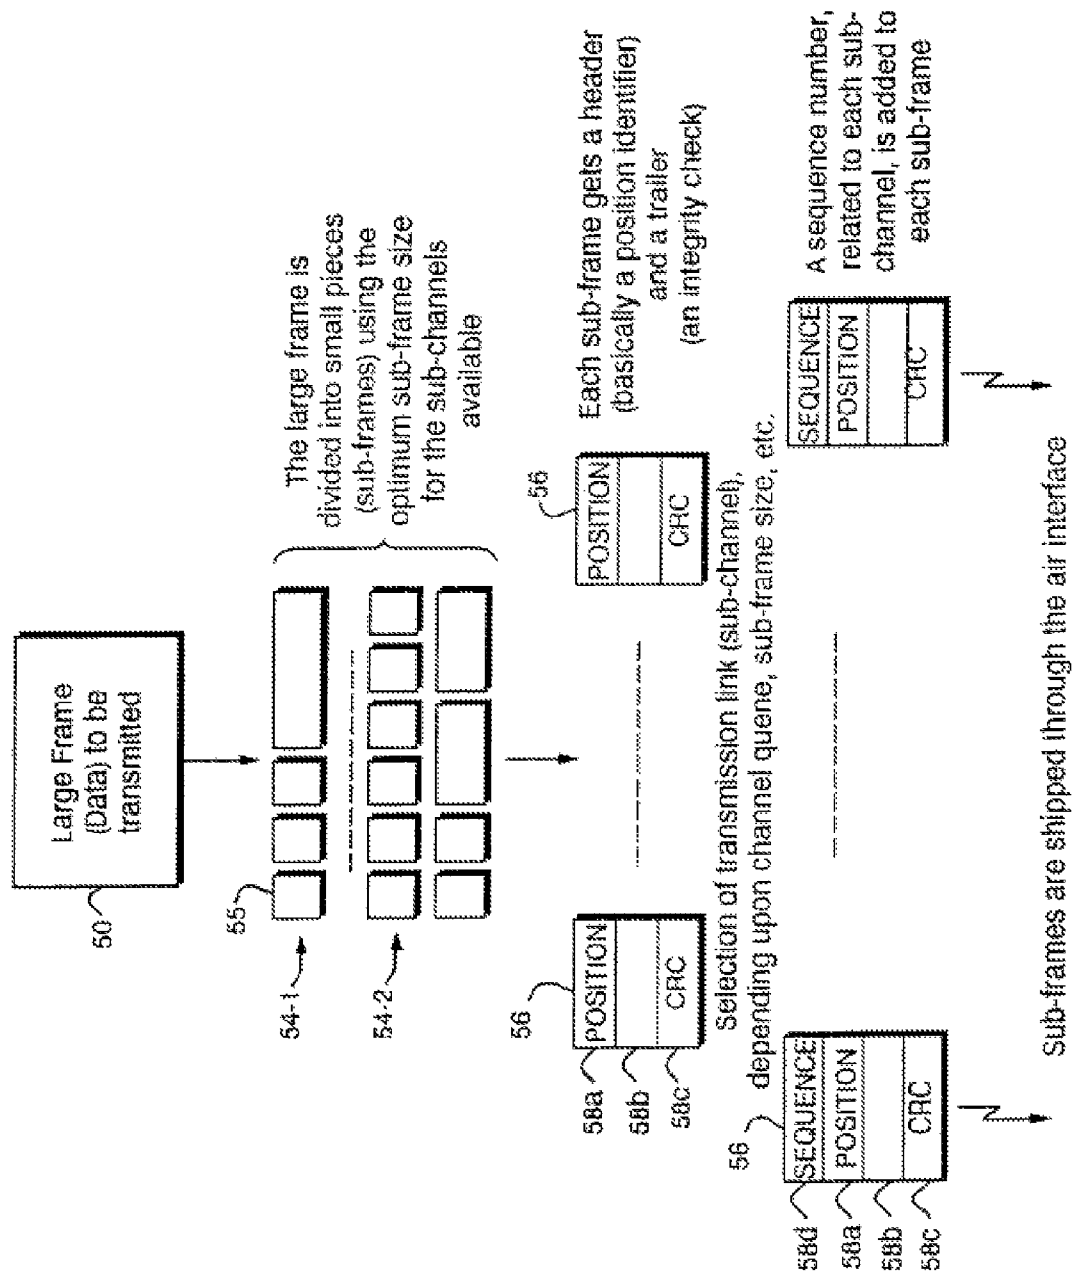 Large Frame
(Data) to be
transmitted
50
The large frame is
divided into small pieces
(sub-frames) using the
optimum sub-frame size
for the sub-channels
available
55
54-1
54-2
Each sub-frame gets a header
(basically a position identifier)
and a trailer
(an integrity check)
56
POSITION
CRC
58a
58b
58c
56
POSITION
CRC
Selection of transmission link (sub-channel),
depending upon channel quene, sub-frame size, etc.
A sequence number,
related to each sub-
channel, is added to
each sub-frame
56
SEQUENCE
POSITION
CRC
58d
58a
58b
58c
SEQUENCE
POSITION
CRC
Sub-frames are shipped through the air interface